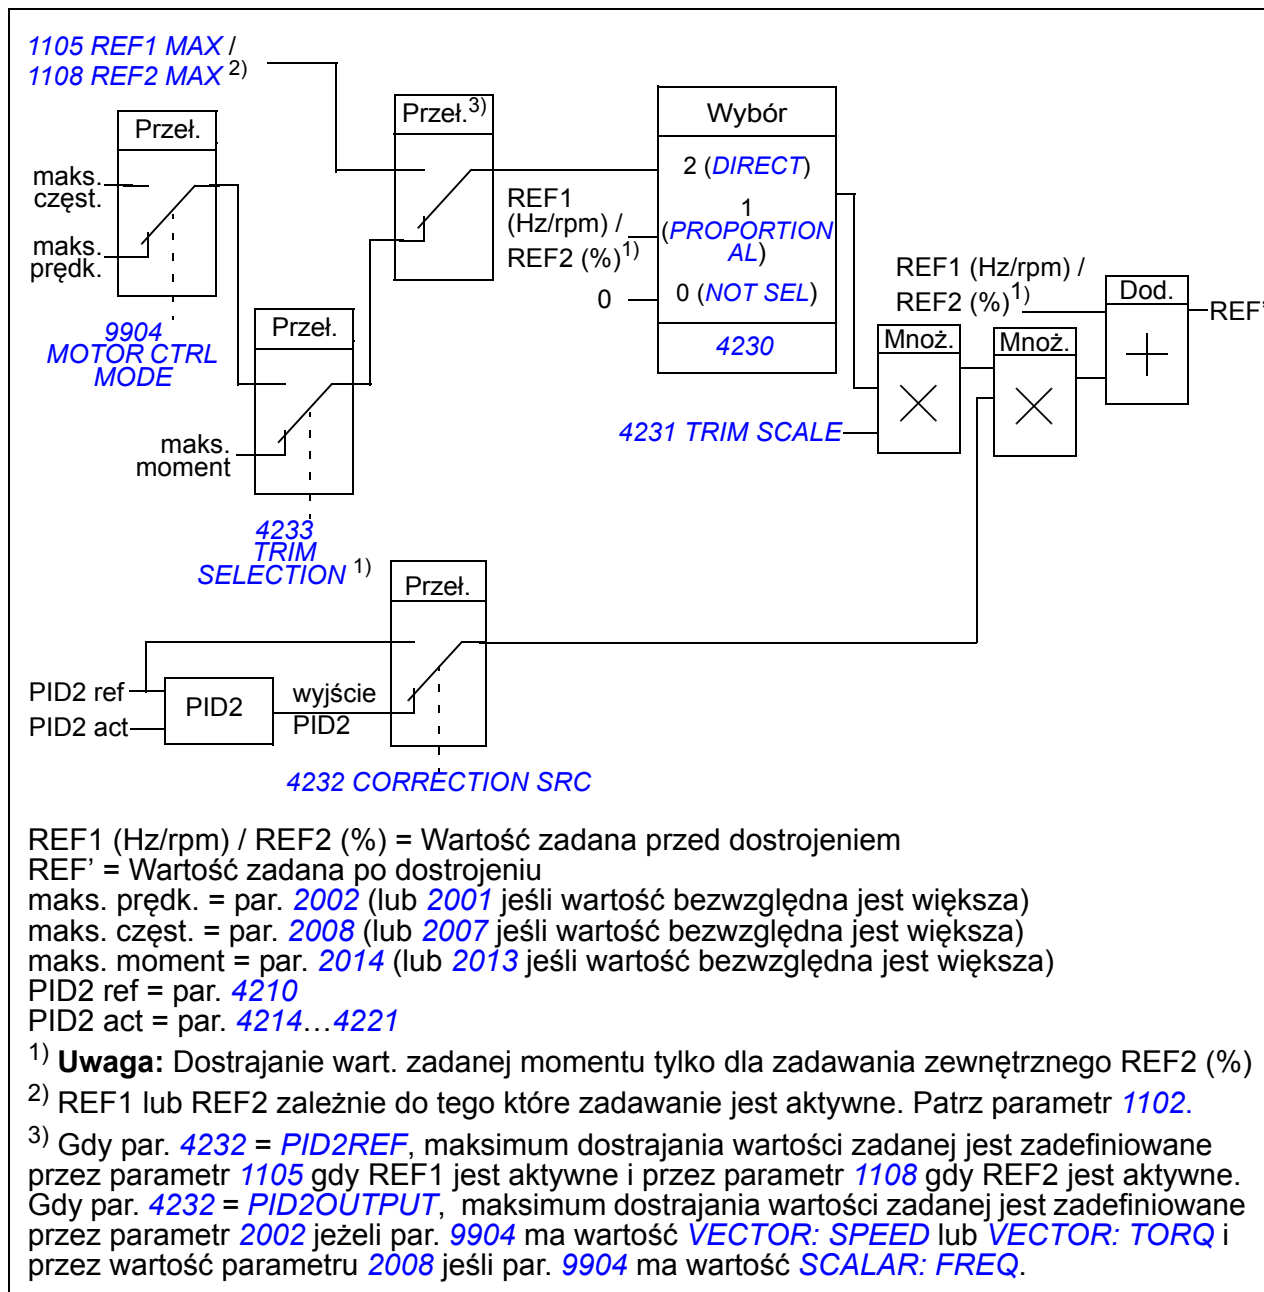 1105 REF1 MAX /
1108 REF2 MAX 2)
Przeł.
maks.
częst.
maks.
prędk.
9904
MOTOR CTRL
MODE
Przeł.
maks.
moment
4233
TRIM
SELECTION 1)
Przeł.3)
REF1
(Hz/rpm) /
REF2 (%)1)
0
Wybór
2 (DIRECT)
1
(PROPORTION
AL)
0 (NOT SEL)
4230
4231 TRIM SCALE
Mnoż.
Mnoż.
REF1 (Hz/rpm) /
REF2 (%)1)
Dod.
REF'
Przeł.
PID2 ref
PID2 act
PID2
wyjście
PID2
4232 CORRECTION SRC
REF1 (Hz/rpm) / REF2 (%) = Wartość zadana przed dostrojeniem
REF’ = Wartość zadana po dostrojeniu
maks. prędk. = par. 2002 (lub 2001 jeśli wartość bezwzględna jest większa)
maks. częst. = par. 2008 (lub 2007 jeśli wartość bezwzględna jest większa)
maks. moment = par. 2014 (lub 2013 jeśli wartość bezwzględna jest większa)
PID2 ref = par. 4210
PID2 act = par. 4214…4221
1) Uwaga: Dostrajanie wart. zadanej momentu tylko dla zadawania zewnętrznego REF2 (%)
2) REF1 lub REF2 zależnie do tego które zadawanie jest aktywne. Patrz parametr 1102.
3) Gdy par. 4232 = PID2REF, maksimum dostrajania wartości zadanej jest zadefiniowane
przez parametr 1105 gdy REF1 jest aktywne i przez parametr 1108 gdy REF2 jest aktywne.
Gdy par. 4232 = PID2OUTPUT, maksimum dostrajania wartości zadanej jest zadefiniowane
przez parametr 2002 jeżeli par. 9904 ma wartość VECTOR: SPEED lub VECTOR: TORQ i
przez wartość parametru 2008 jeśli par. 9904 ma wartość SCALAR: FREQ.